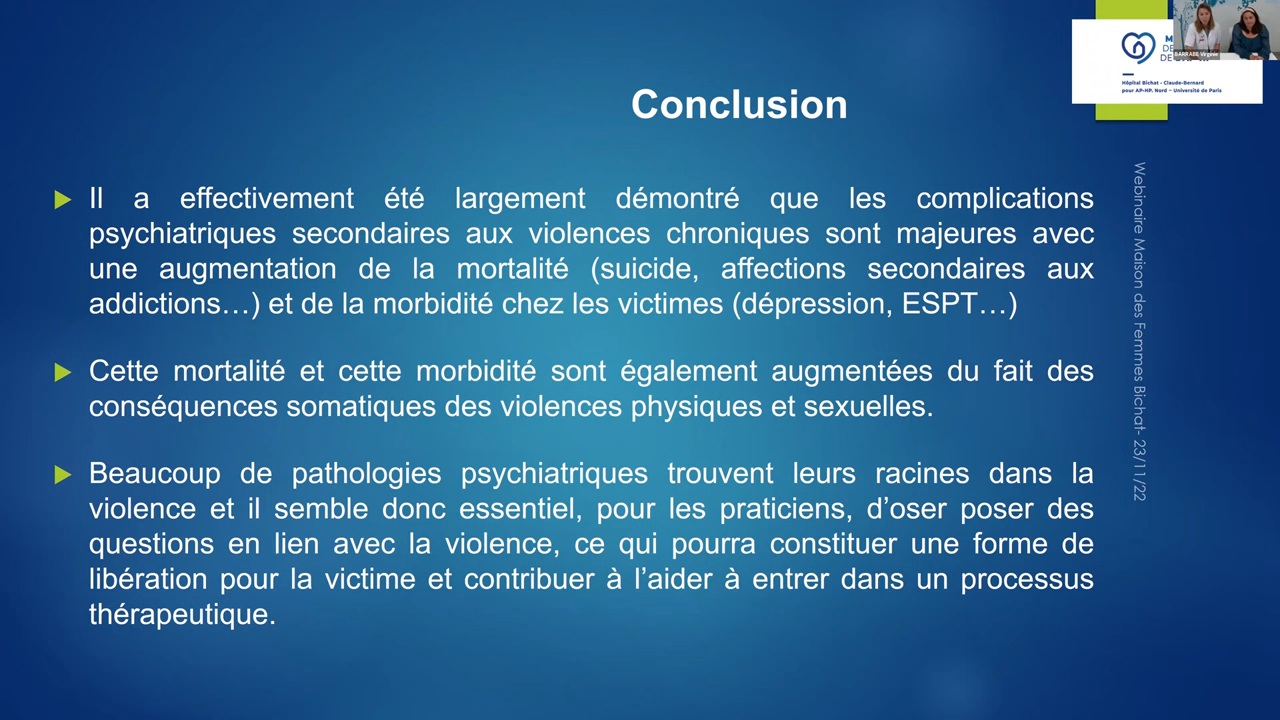 Conclusion
Il a effectivement été largement démontré que les complications
psychiatriques secondaires aux violences chroniques sont majeures avec
une augmentation de la mortalité (suicide, affections secondaires aux
addictions…) et de la morbidité chez les victimes (dépression, ESPT…)
Cette mortalité et cette morbidité sont également augmentées du fait des
conséquences somatiques des violences physiques et sexuelles.
Beaucoup de pathologies psychiatriques trouvent leurs racines dans la
violence et il semble donc essentiel, pour les praticiens, d’oser poser des
questions en lien avec la violence, ce qui pourra constituer une forme de
libération pour la victime et contribuer à l’aider à entrer dans un processus
thérapeutique.
Hôpital Bichat - Claude-Bernard
pour AP-HP. Nord – Université de Paris
BARRABE Virginie
Webinaire Maison des Femmes Bichat- 23/11/22